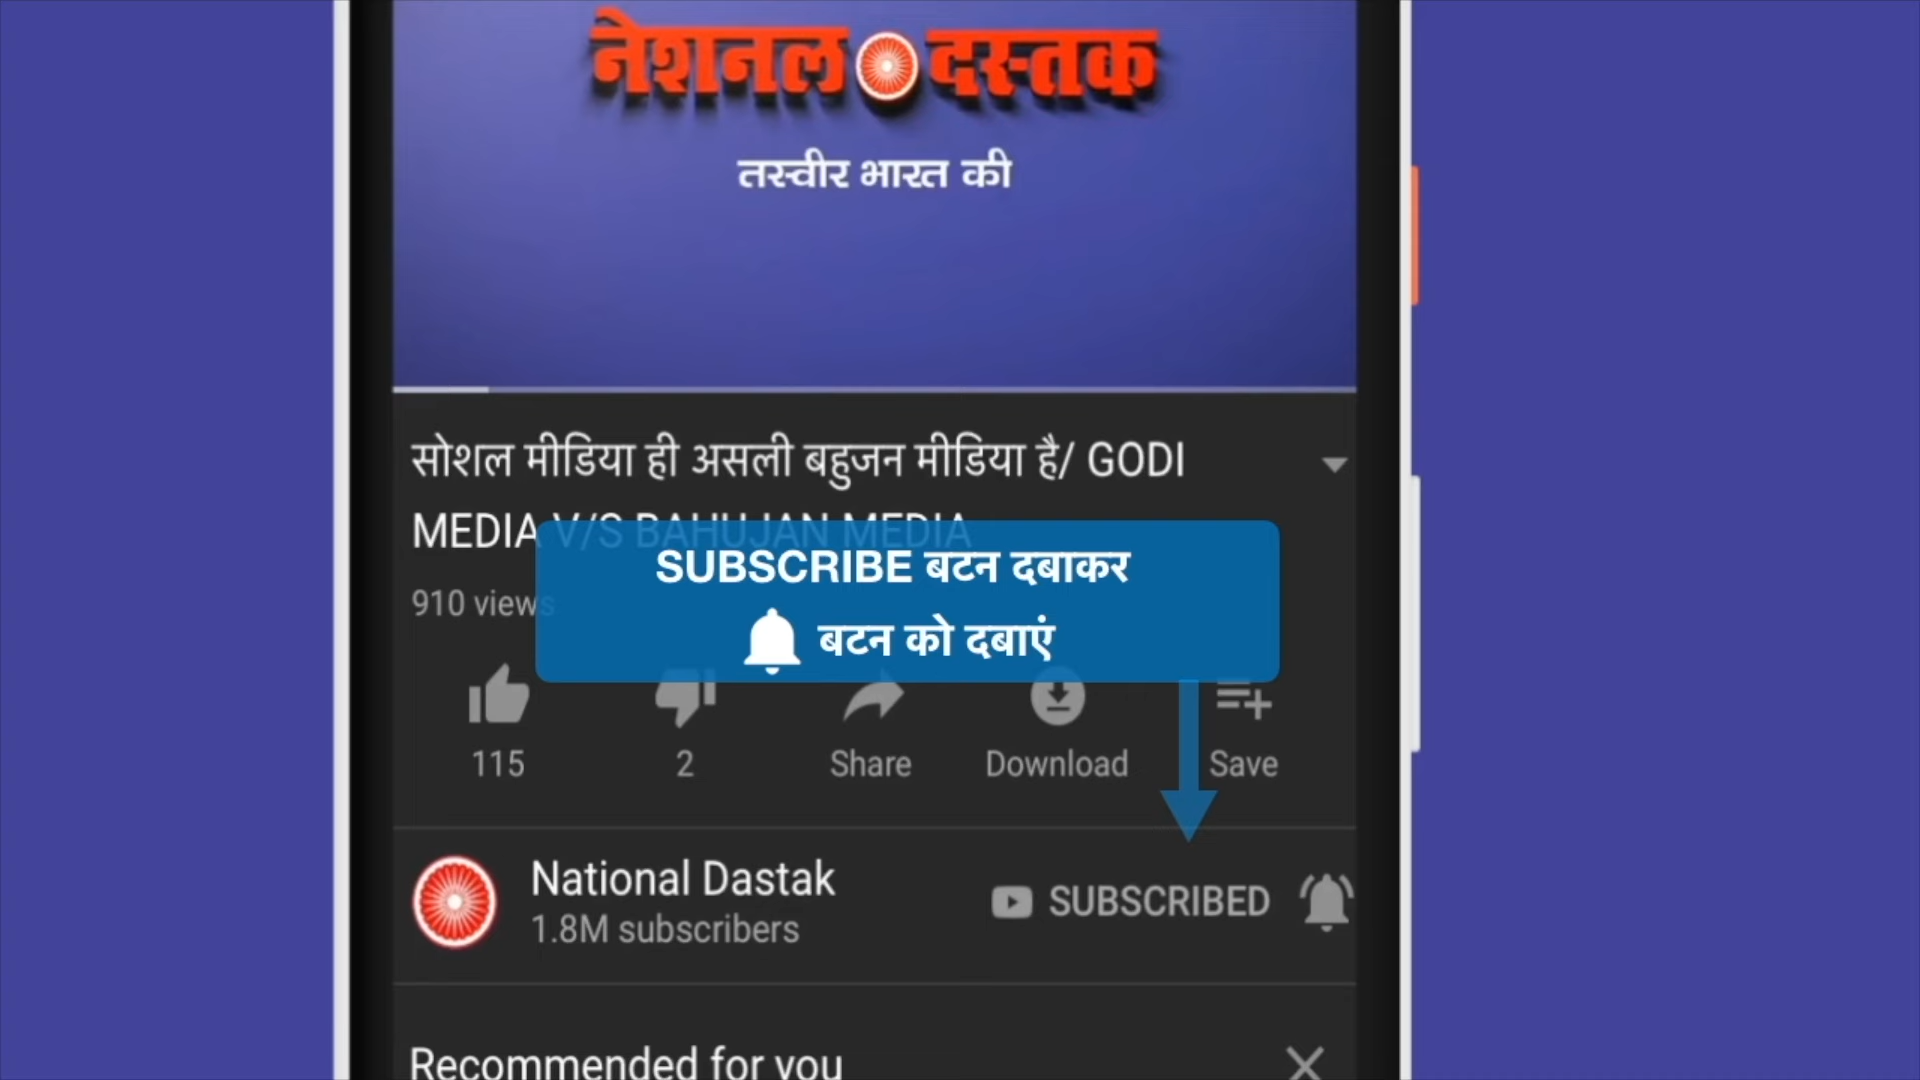 नेशनल दस्तक
तस्वीर भारत की
सोशल मीडिया ही असली बहुजन मीडिया है/ GODI
MEDIA V/S BAHUJAN MEDIA
SUBSCRIBE बटन दबाकर
बटन को दबाएं
910 views
115
2
Share
Download
Save
National Dastak
1.8M subscribers
SUBSCRIBED
Recommended for you